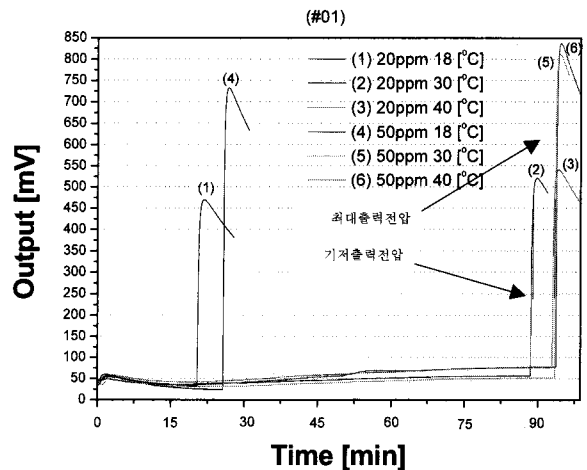 (#01)
850
800
750
700
650
600
550
500
450
400
350
300
250
200
150
100
50
0
Output [mV]
(1) 20ppm 18 [°C]
(2) 20ppm 30 [°C]
(3) 20ppm 40 [°C]
(4) 50ppm 18 [°C]
(5) 50ppm 30 [°C]
(6) 50ppm 40 [°C]
(4)
(1)
(6)
(5)
(2)
(3)
최대출력전압
기저출력전압
0 15 30 45 60 75 90
Time [min]